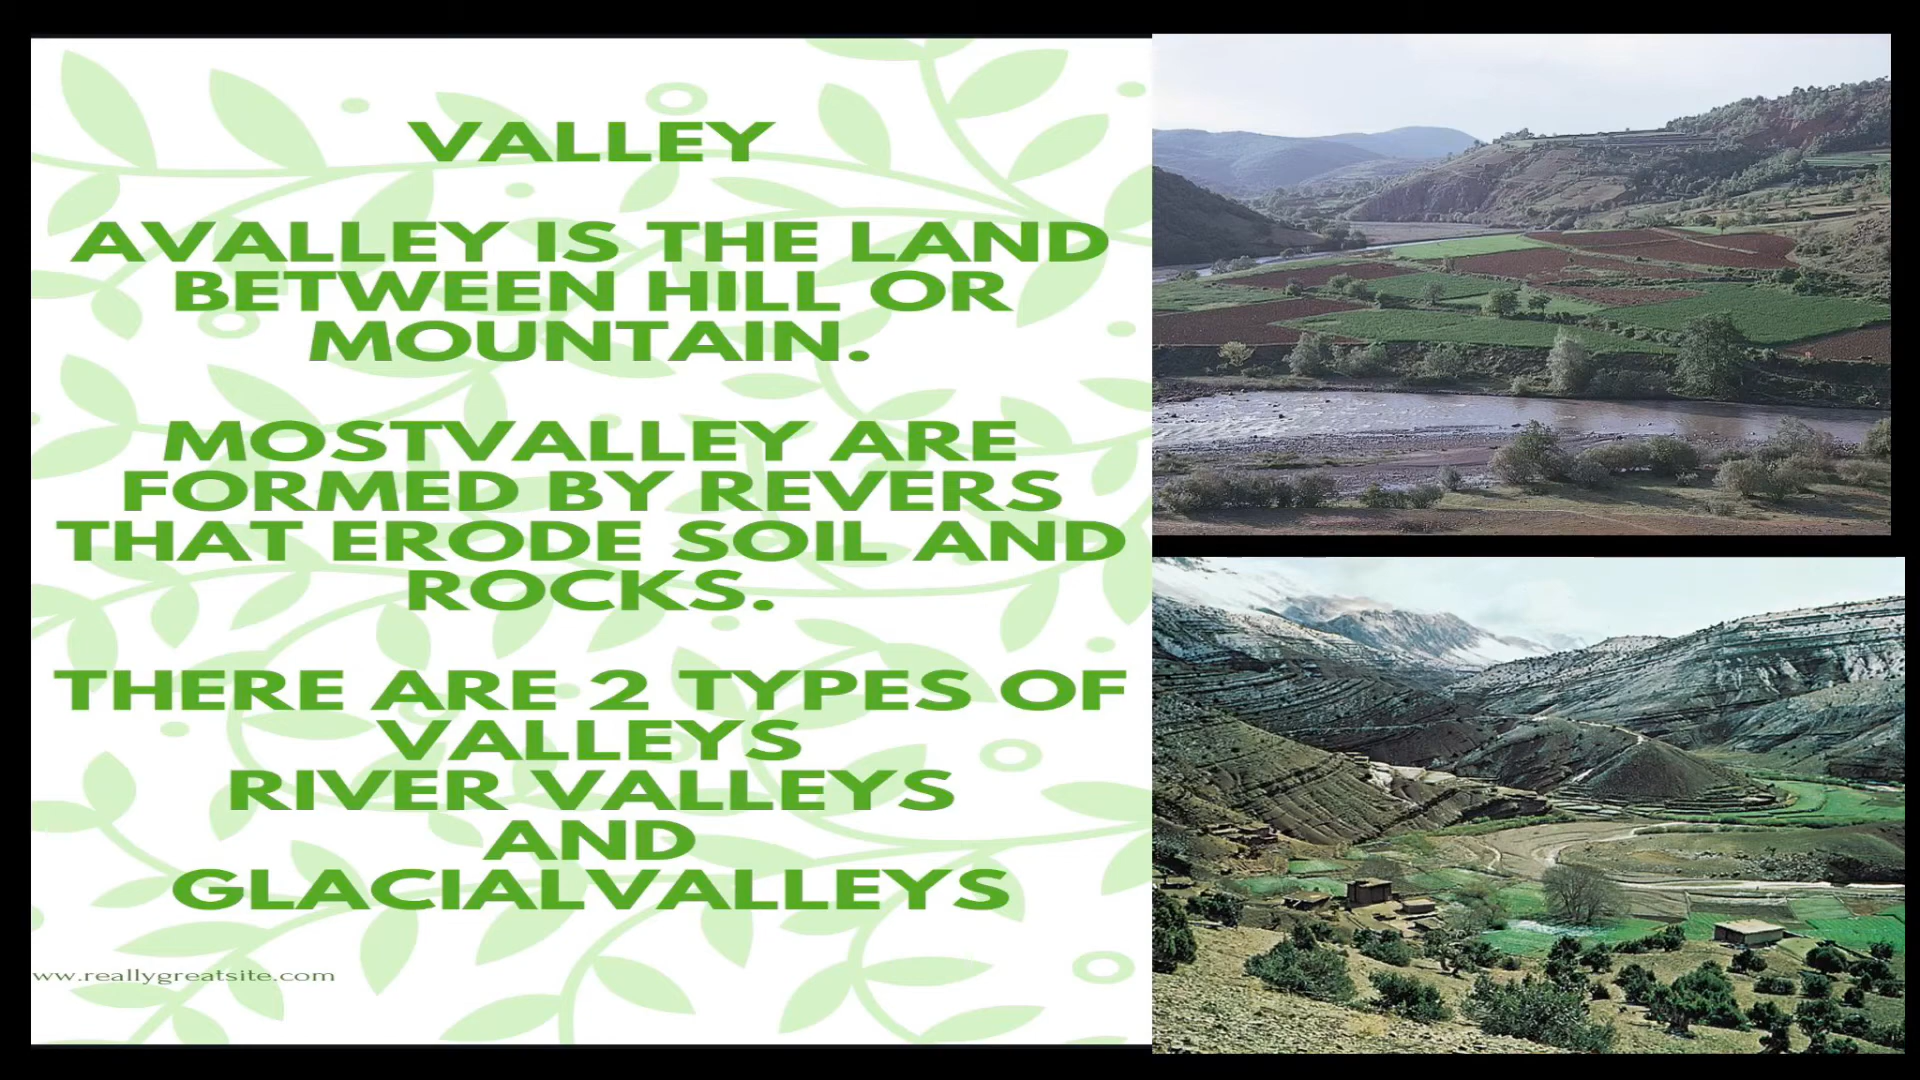 VALLEY
AVALLEY IS THE LAND
BETWEEN HILL OR
MOUNTAIN.
MOSTVALLEY ARE
FORMED BY REVERS
THAT ERODE SOIL AND
ROCKS.
THERE ARE 2 TYPES OF
VALLEYS
RIVER VALLEYS
AND
GLACIALVALLEYS
ww.reallygreatsite.com